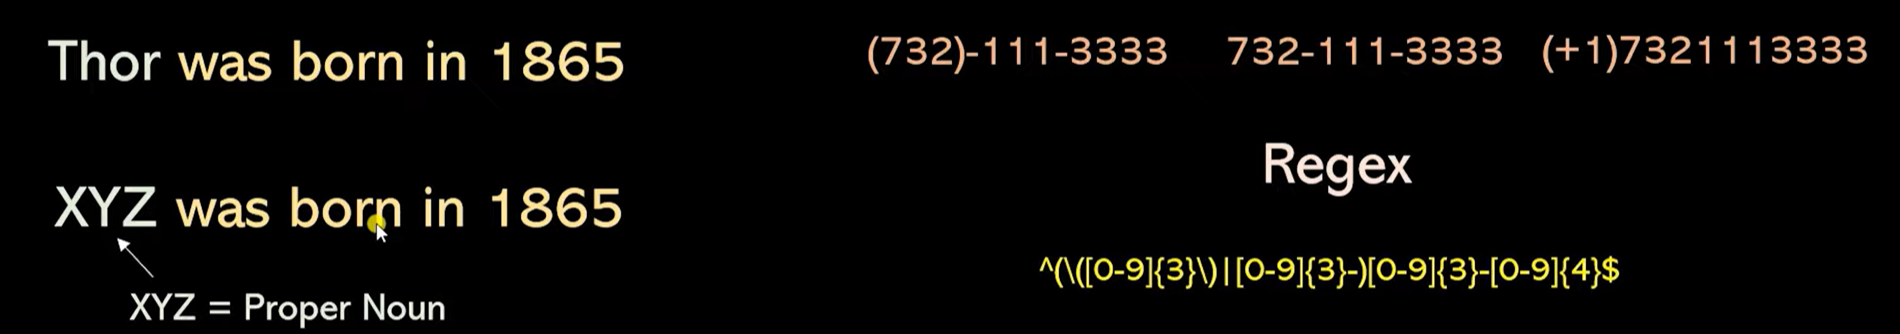 Thor was born in 1865
(732)-111-3333 732-111-3333 (+1)7321113333
Regex
XYZ was born in 1865
^(\([0-9]{3}\)|[0-9]{3}-)[0-9]{3}-[0-9]{4}$
XYZ = Proper Noun